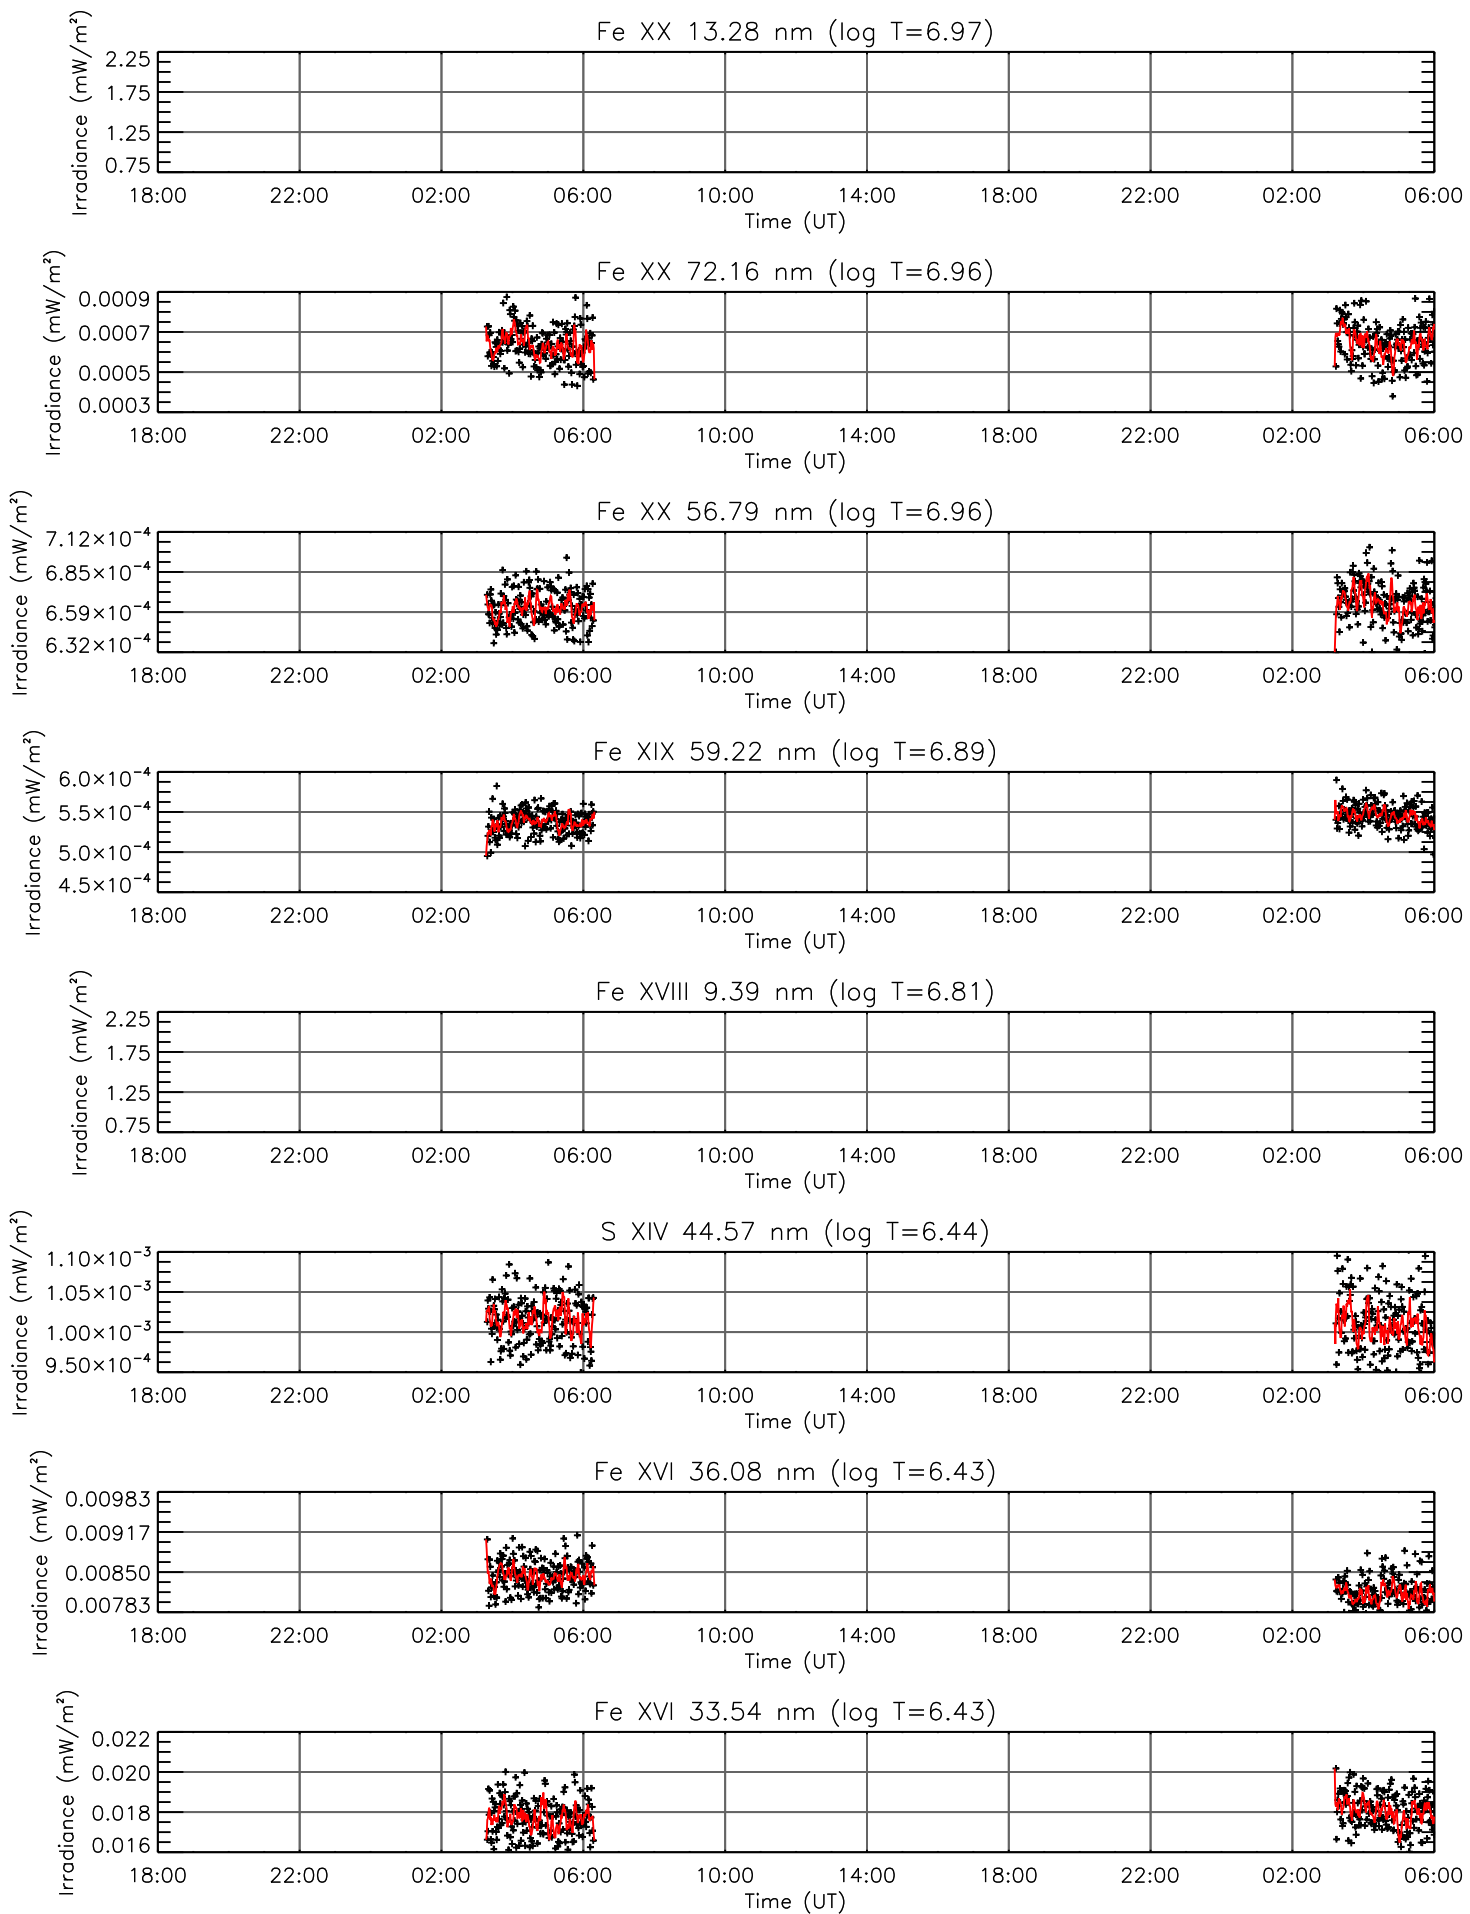 Fe XX 13.28 nm (log T=6.97)
Irradiance (mW/m²)
2.25
1.75
1.25
0.75
18:00 22:00 02:00 06:00 10:00 14:00 18:00 22:00 02:00 06:00
Time (UT)
Fe XX 72.16 nm (log T=6.96)
Irradiance (mW/m²)
0.0009
0.0007
0.0005
0.0003
18:00 22:00 02:00 06:00 10:00 14:00 18:00 22:00 02:00 06:00
Time (UT)
Fe XX 56.79 nm (log T=6.96)
Irradiance (mW/m²)
7.12×10⁻⁴
6.85×10⁻⁴
6.59×10⁻⁴
6.32×10⁻⁴
18:00 22:00 02:00 06:00 10:00 14:00 18:00 22:00 02:00 06:00
Time (UT)
Fe XIX 59.22 nm (log T=6.89)
Irradiance (mW/m²)
6.0×10⁻⁴
5.5×10⁻⁴
5.0×10⁻⁴
4.5×10⁻⁴
18:00 22:00 02:00 06:00 10:00 14:00 18:00 22:00 02:00 06:00
Time (UT)
Fe XVIII 9.39 nm (log T=6.81)
Irradiance (mW/m²)
2.25
1.75
1.25
0.75
18:00 22:00 02:00 06:00 10:00 14:00 18:00 22:00 02:00 06:00
Time (UT)
S XIV 44.57 nm (log T=6.44)
Irradiance (mW/m²)
1.10×10⁻³
1.05×10⁻³
1.00×10⁻³
9.50×10⁻⁴
18:00 22:00 02:00 06:00 10:00 14:00 18:00 22:00 02:00 06:00
Time (UT)
Fe XVI 36.08 nm (log T=6.43)
Irradiance (mW/m²)
0.00983
0.00917
0.00850
0.00783
18:00 22:00 02:00 06:00 10:00 14:00 18:00 22:00 02:00 06:00
Time (UT)
Fe XVI 33.54 nm (log T=6.43)
Irradiance (mW/m²)
0.022
0.020
0.018
0.016
18:00 22:00 02:00 06:00 10:00 14:00 18:00 22:00 02:00 06:00
Time (UT)